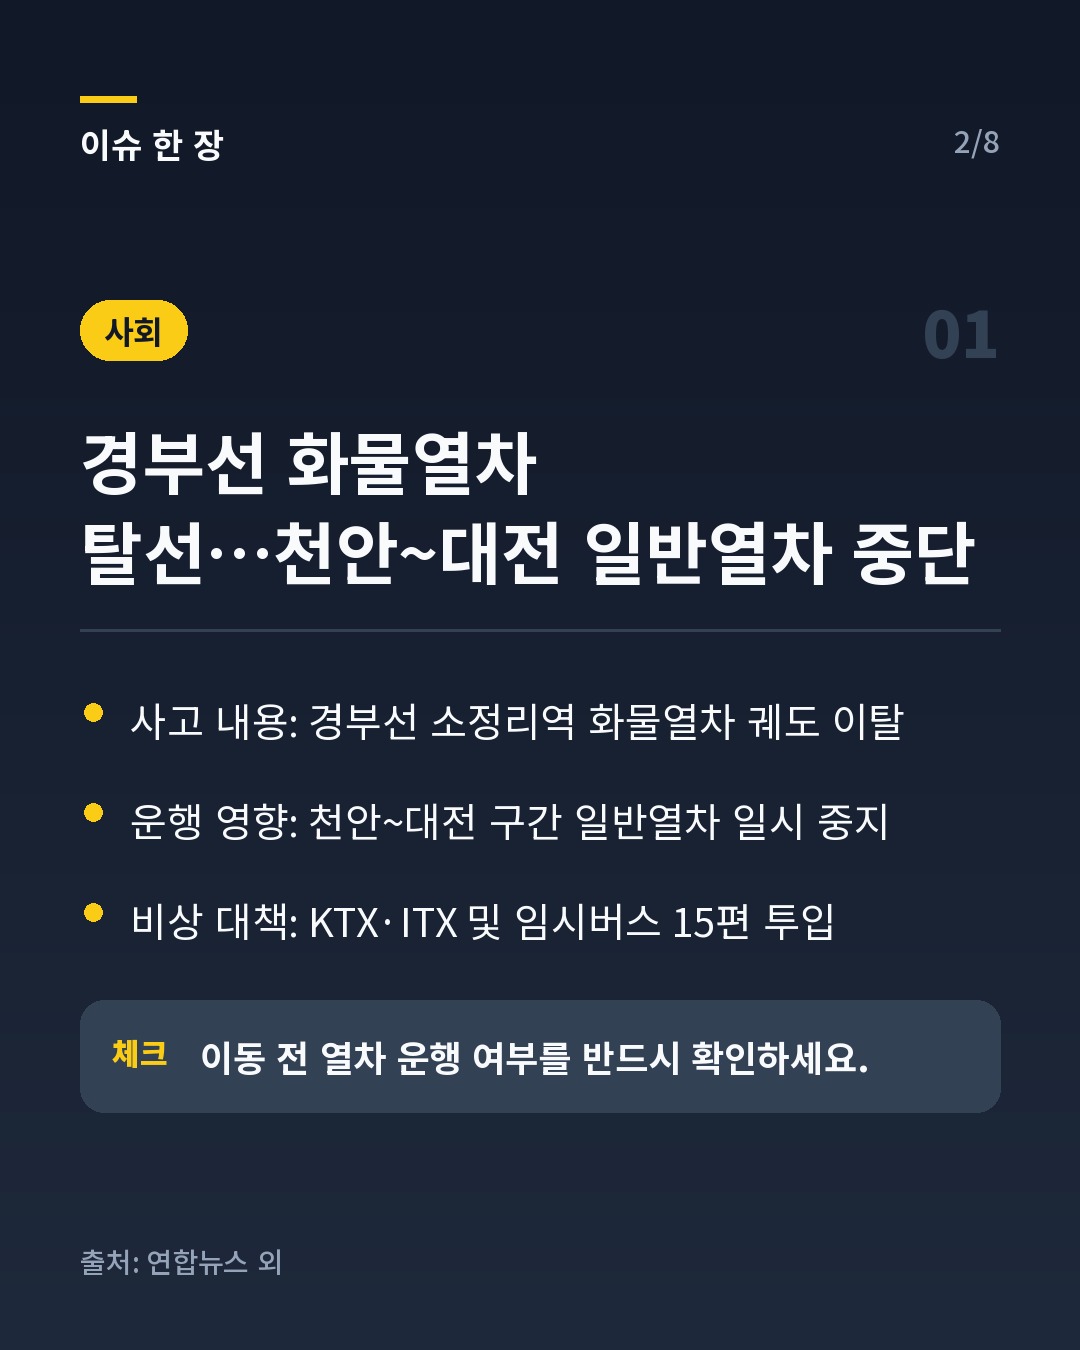 이슈 한 장
2/8
사회
01
경부선 화물열차
탈선…천안~대전 일반열차 중단
사고 내용: 경부선 소정리역 화물열차 궤도 이탈
운행 영향: 천안~대전 구간 일반열차 일시 중지
비상 대책: KTX·ITX 및 임시버스 15편 투입
체크 이동 전 열차 운행 여부를 반드시 확인하세요.
출처: 연합뉴스 외